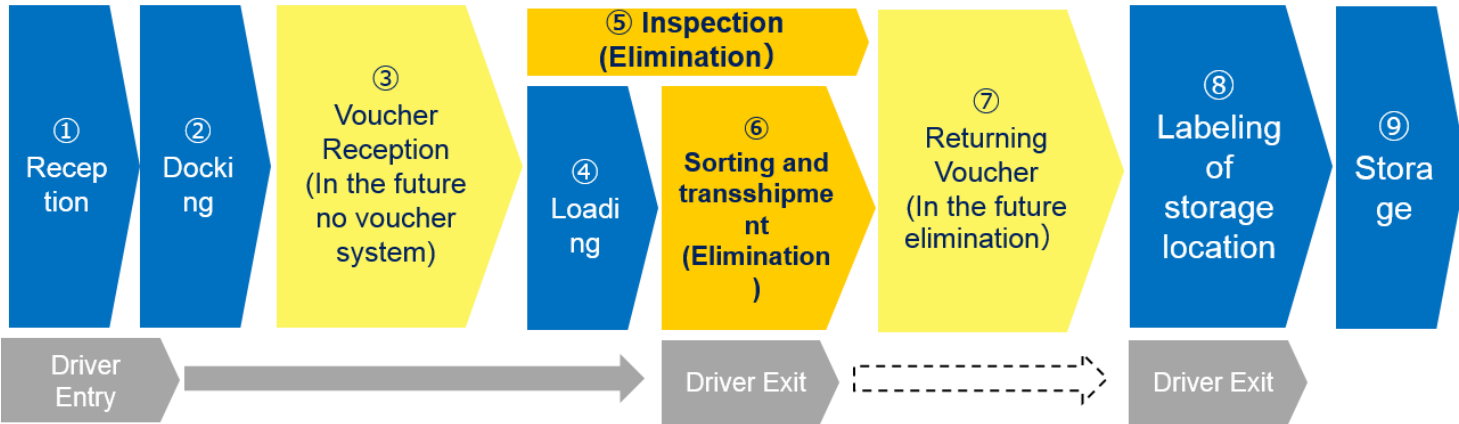 ①
Recep
tion
②
Docki
ng
③
Voucher
Reception
(In the future
no voucher
system)
⑤ Inspection
(Elimination）
④
Loadi
ng
⑥
Sorting and
transshipme
nt
(Elimination
)
⑦
Returning
Voucher
(In the future
elimination）
⑧
Labeling
of
storage
location
⑨
Stora
ge
Driver
Entry
Driver Exit
Driver Exit